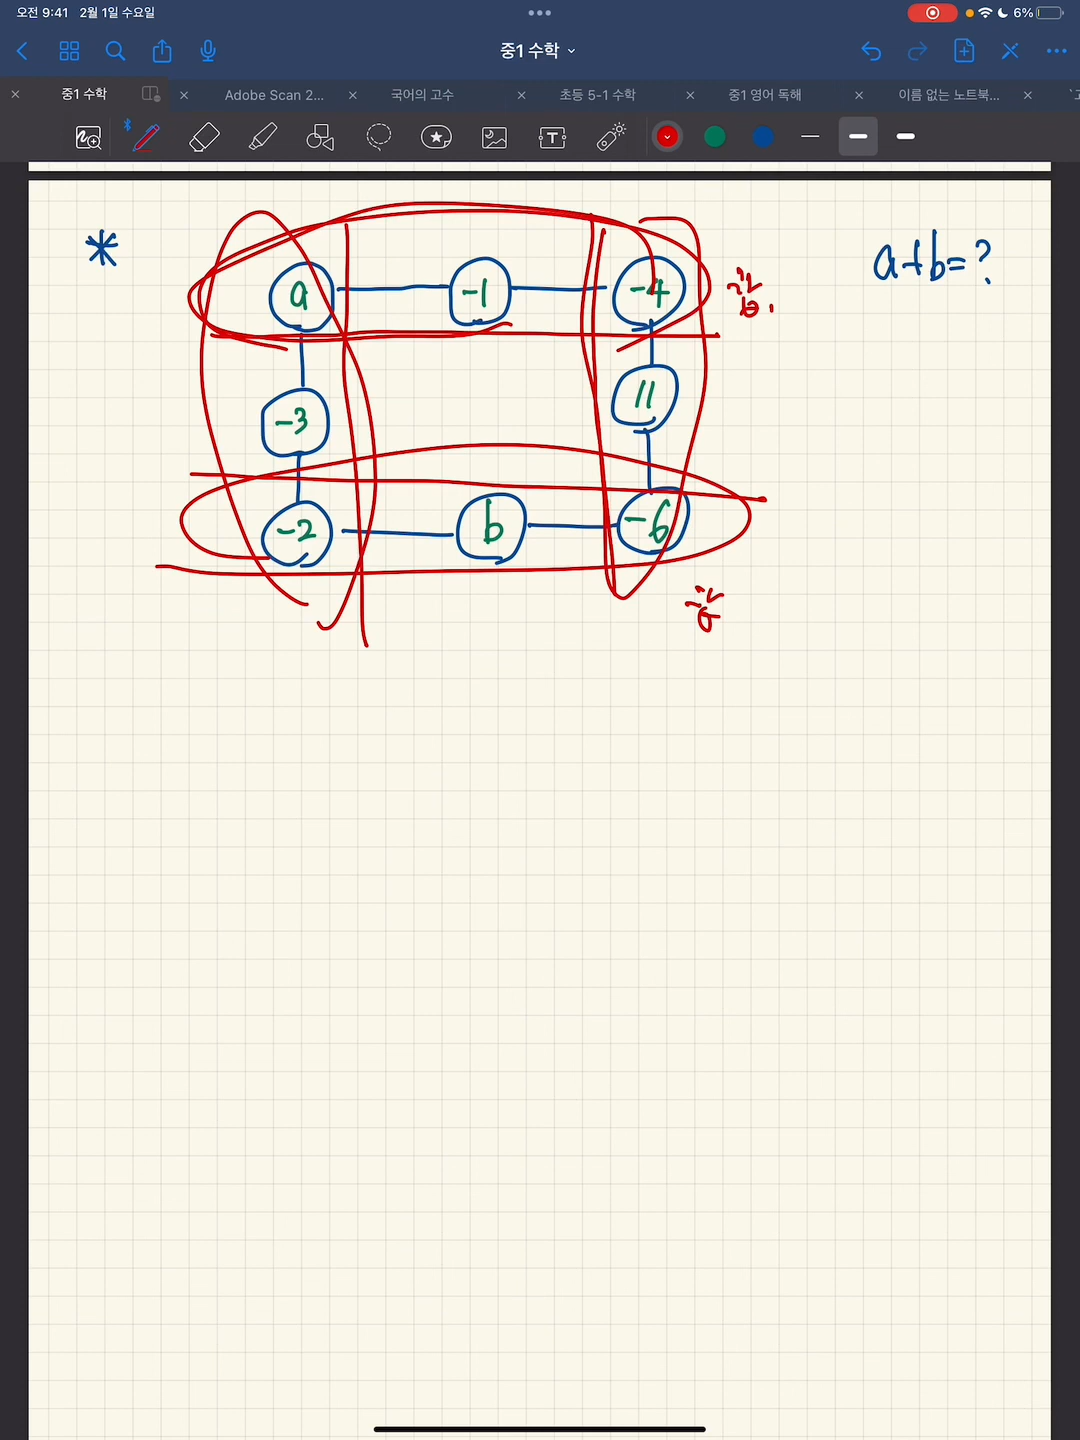 오전 9:41 2월 1일 수요일
6%
중1 수학
중1 수학
Adobe Scan 2...
국어의 고수
초등 5-1 수학
중1 영어 독해
이름 없는 노트북...
a+b=?
a -1 -4
11
-3
-2 b -6